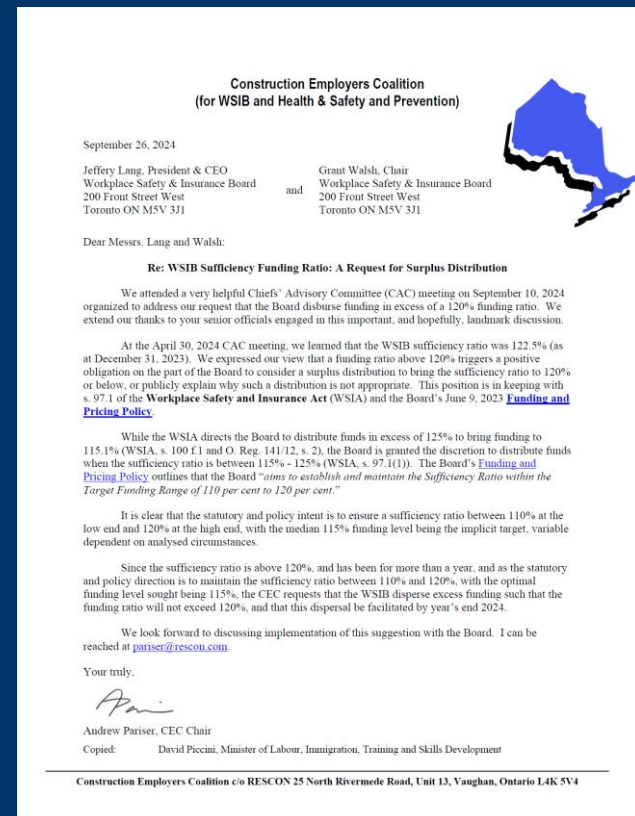 Construction Employers Coalition
(for WSIB and Health & Safety and Prevention)
September 26, 2024
Jeffery Lang, President & CEO
Workplace Safety & Insurance Board
200 Front Street West
Toronto ON M5V 3J1
and
Grant Walsh, Chair
Workplace Safety & Insurance Board
200 Front Street West
Toronto ON M5V 3J1
Dear Messrs. Lang and Walsh:
Re: WSIB Sufficiency Funding Ratio: A Request for Surplus Distribution
We attended a very helpful Chiefs' Advisory Committee (CAC) meeting on September 10, 2024
organized to address our request that the Board disburse funding in excess of a 120% funding ratio. We
extend our thanks to your senior officials engaged in this important, and hopefully, landmark discussion.
At the April 30, 2024 CAC meeting, we learned that the WSIB sufficiency ratio was 122.5% (as
at December 31, 2023). We expressed our view that a funding ratio above 120% triggers a positive
obligation on the part of the Board to consider a surplus distribution to bring the sufficiency ratio to 120%
or below, or publicly explain why such a distribution is not appropriate. This position is in keeping with
s. 97.1 of the Workplace Safety and Insurance Act (WSIA) and the Board's June 9, 2023 Funding and
Pricing Policy.
While the WSIA directs the Board to distribute funds in excess of 125% to bring funding to
115.1% (WSIA, s. 100 f.1 and O. Reg. 141/12, s. 2), the Board is granted the discretion to distribute funds
when the sufficiency ratio is between 115% - 125% (WSIA, s. 97.1(1)). The Board's Funding and
Pricing Policy outlines that the Board "aims to establish and maintain the Sufficiency Ratio within the
Target Funding Range of 110 per cent to 120 per cent."
It is clear that the statutory and policy intent is to ensure a sufficiency ratio between 110% at the
low end and 120% at the high end, with the median 115% funding level being the implicit target, variable
dependent on analysed circumstances.
Since the sufficiency ratio is above 120%, and has been for more than a year, and as the statutory
and policy direction is to maintain the sufficiency ratio between 110% and 120%, with the optimal
funding level sought being 115%, the CEC requests that the WSIB disperse excess funding such that the
funding ratio will not exceed 120%, and that this dispersal be facilitated by year's end 2024.
We look forward to discussing implementation of this suggestion with the Board. I can be
reached at pariser@rescon.com.
Your truly,
Andrew Pariser, CEC Chair
Copied: David Piccini, Minister of Labour, Immigration, Training and Skills Development
Construction Employers Coalition c/o RESCON 25 North Rivermede Road, Unit 13, Vaughan, Ontario L4K 5V4